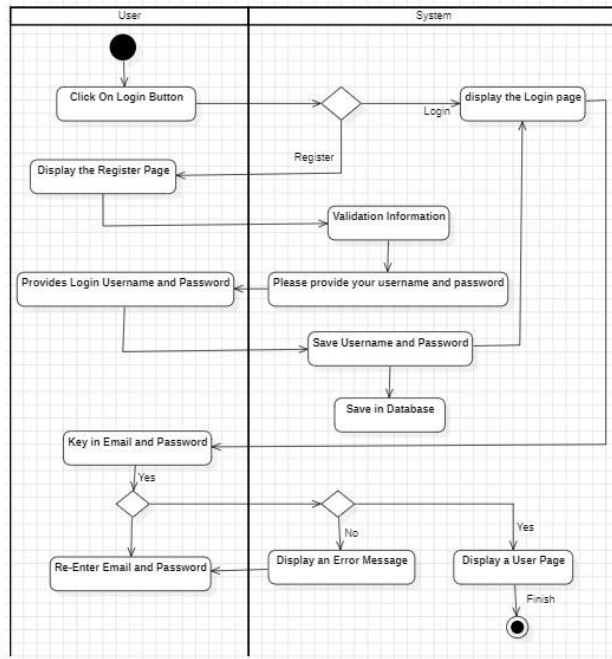 User
System
Click On Login Button
display the Login page
Login
Register
Display the Register Page
Validation Information
Provides Login Username and Password
Please provide your username and password
Save Username and Password
Save in Database
Key in Email and Password
Yes
Yes
No
Re-Enter Email and Password
Display an Error Message
Display a User Page
Finish